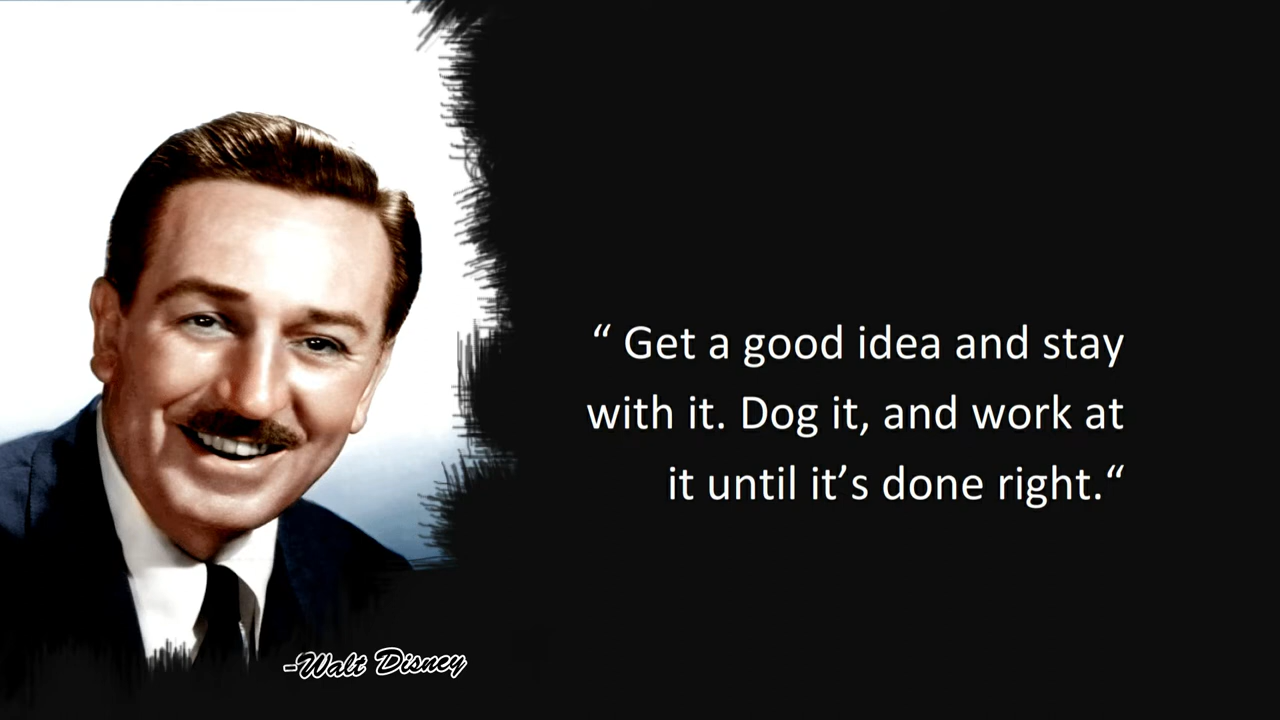 “ Get a good idea and stay
with it. Dog it, and work at
it until it’s done right.“
-Walt Disney